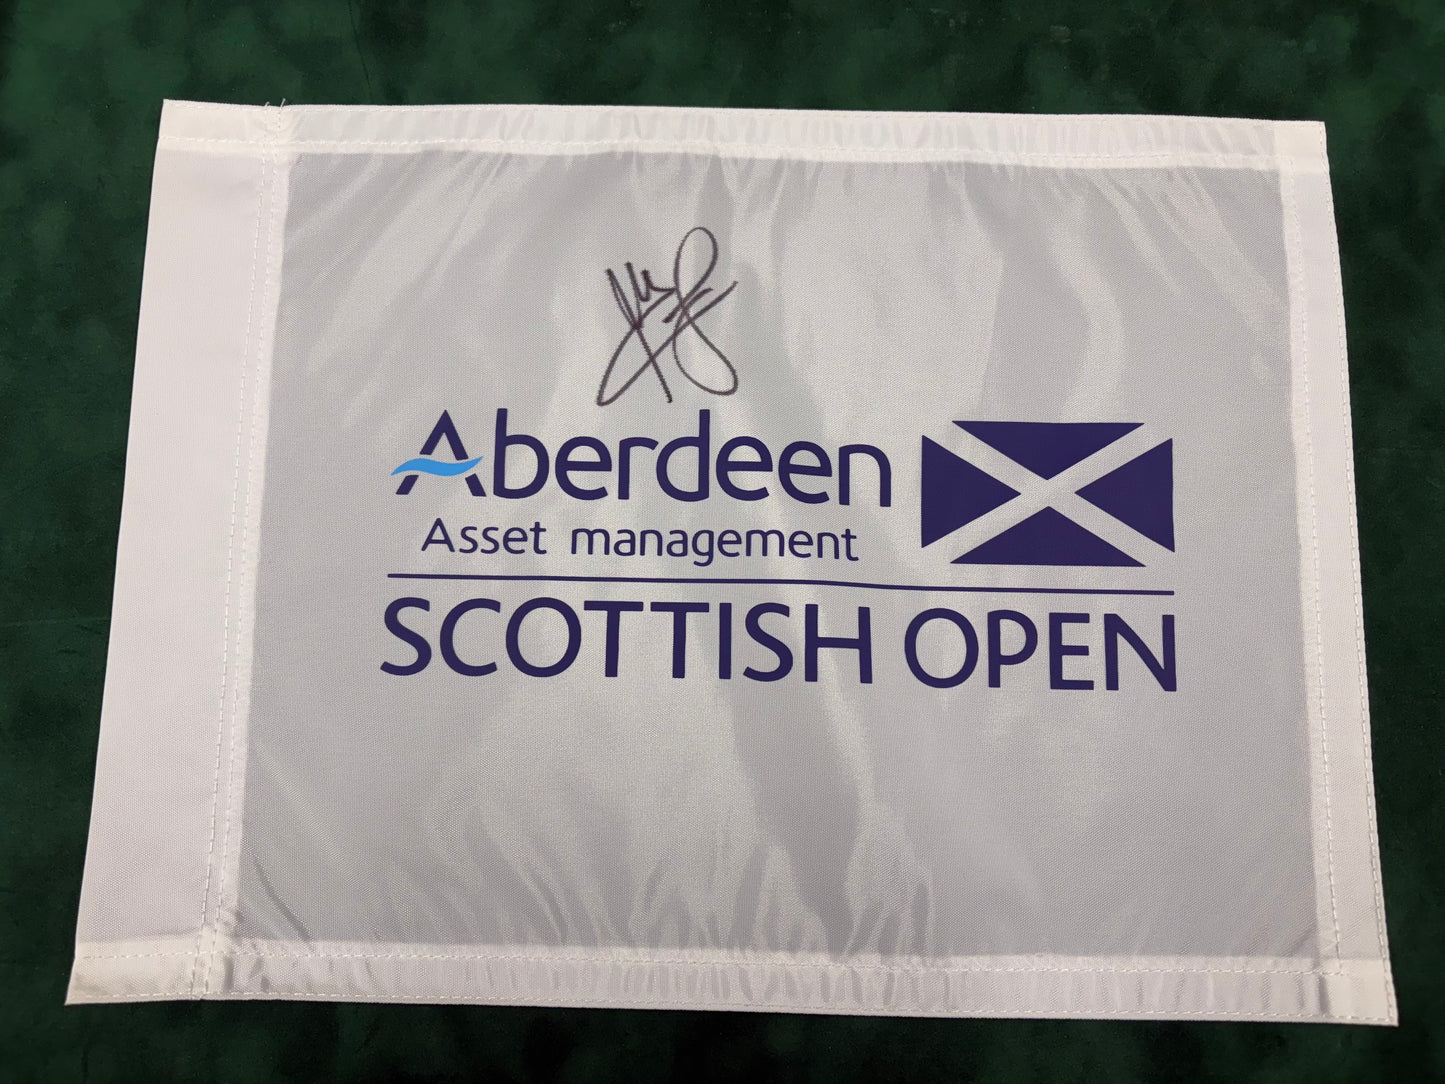 Aberdeen
Asset management
SCOTTISH OPEN